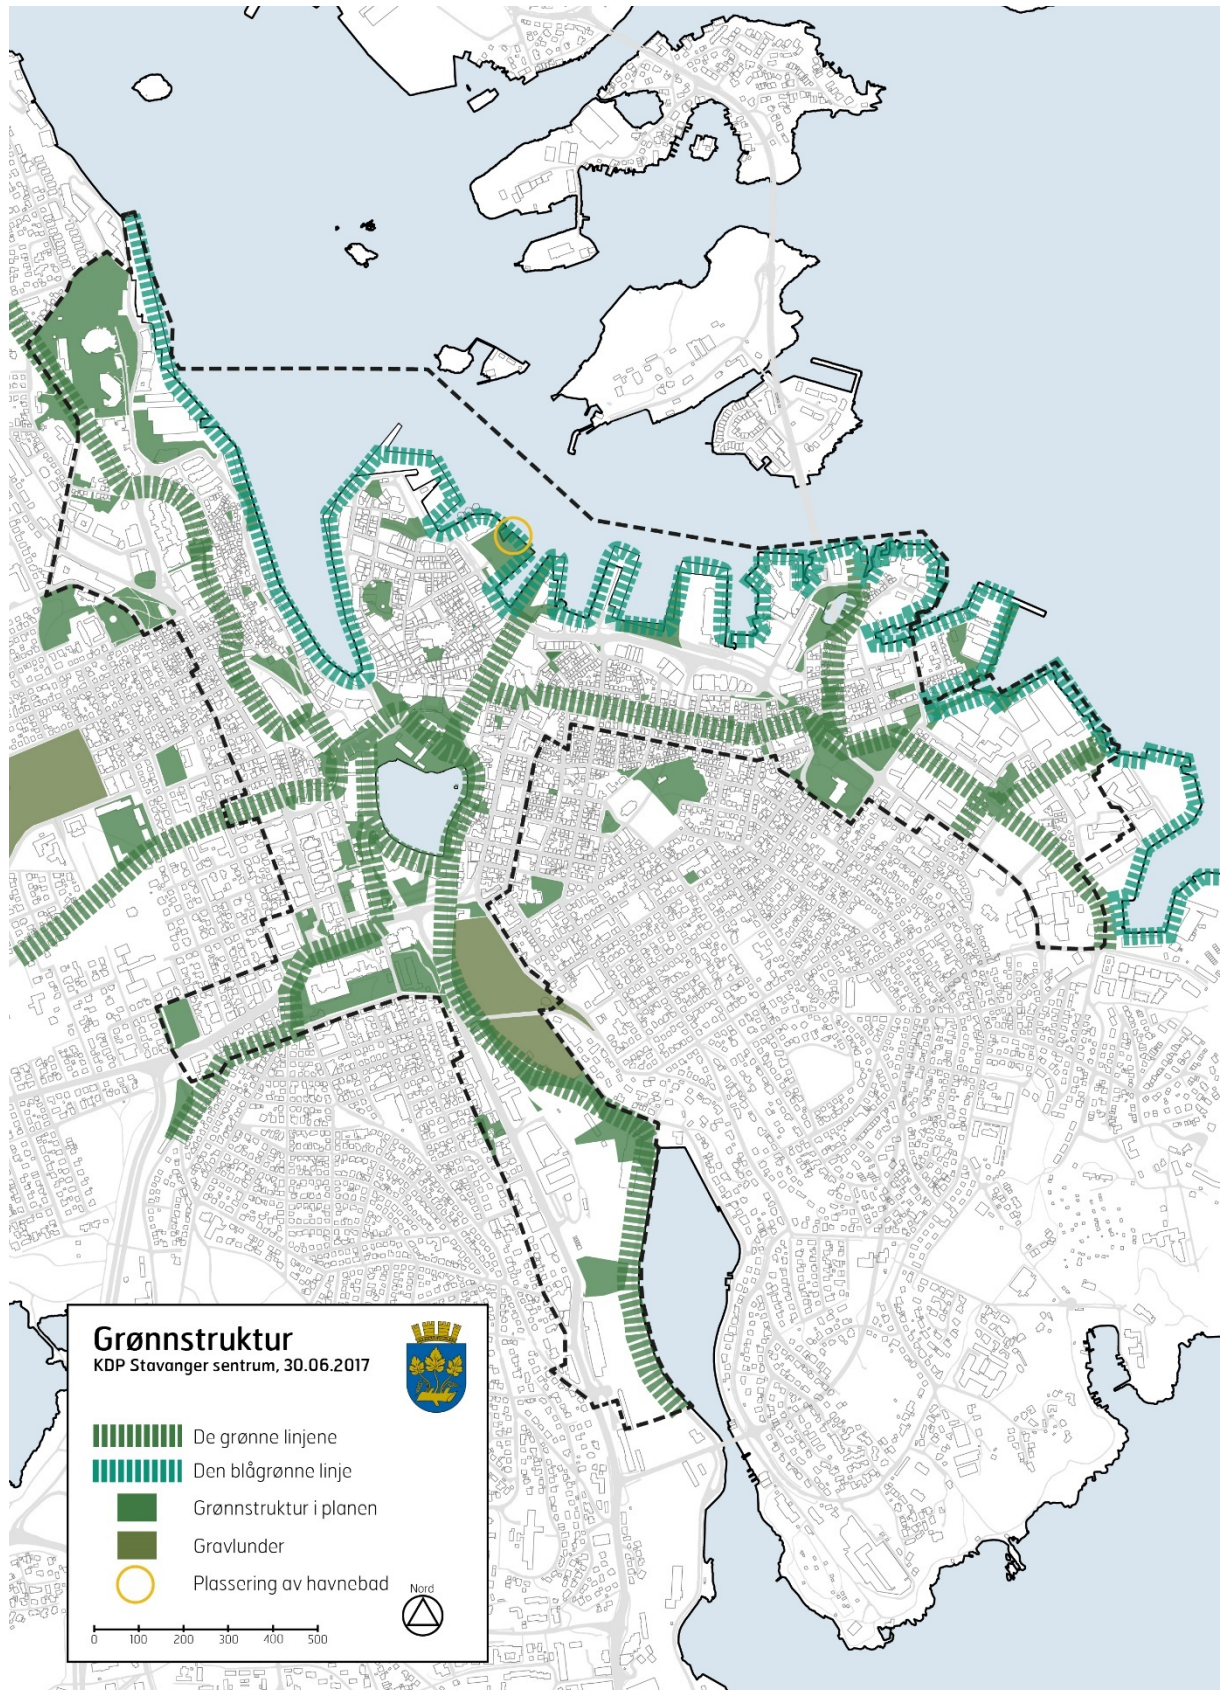 Grønnstruktur
KDP Stavanger sentrum, 30.06.2017
De grønne linjene
Den blågrønne linje
Grønnstruktur i planen
Gravlunder
Plassering av havnebad
Nord
0 100 200 300 400 500